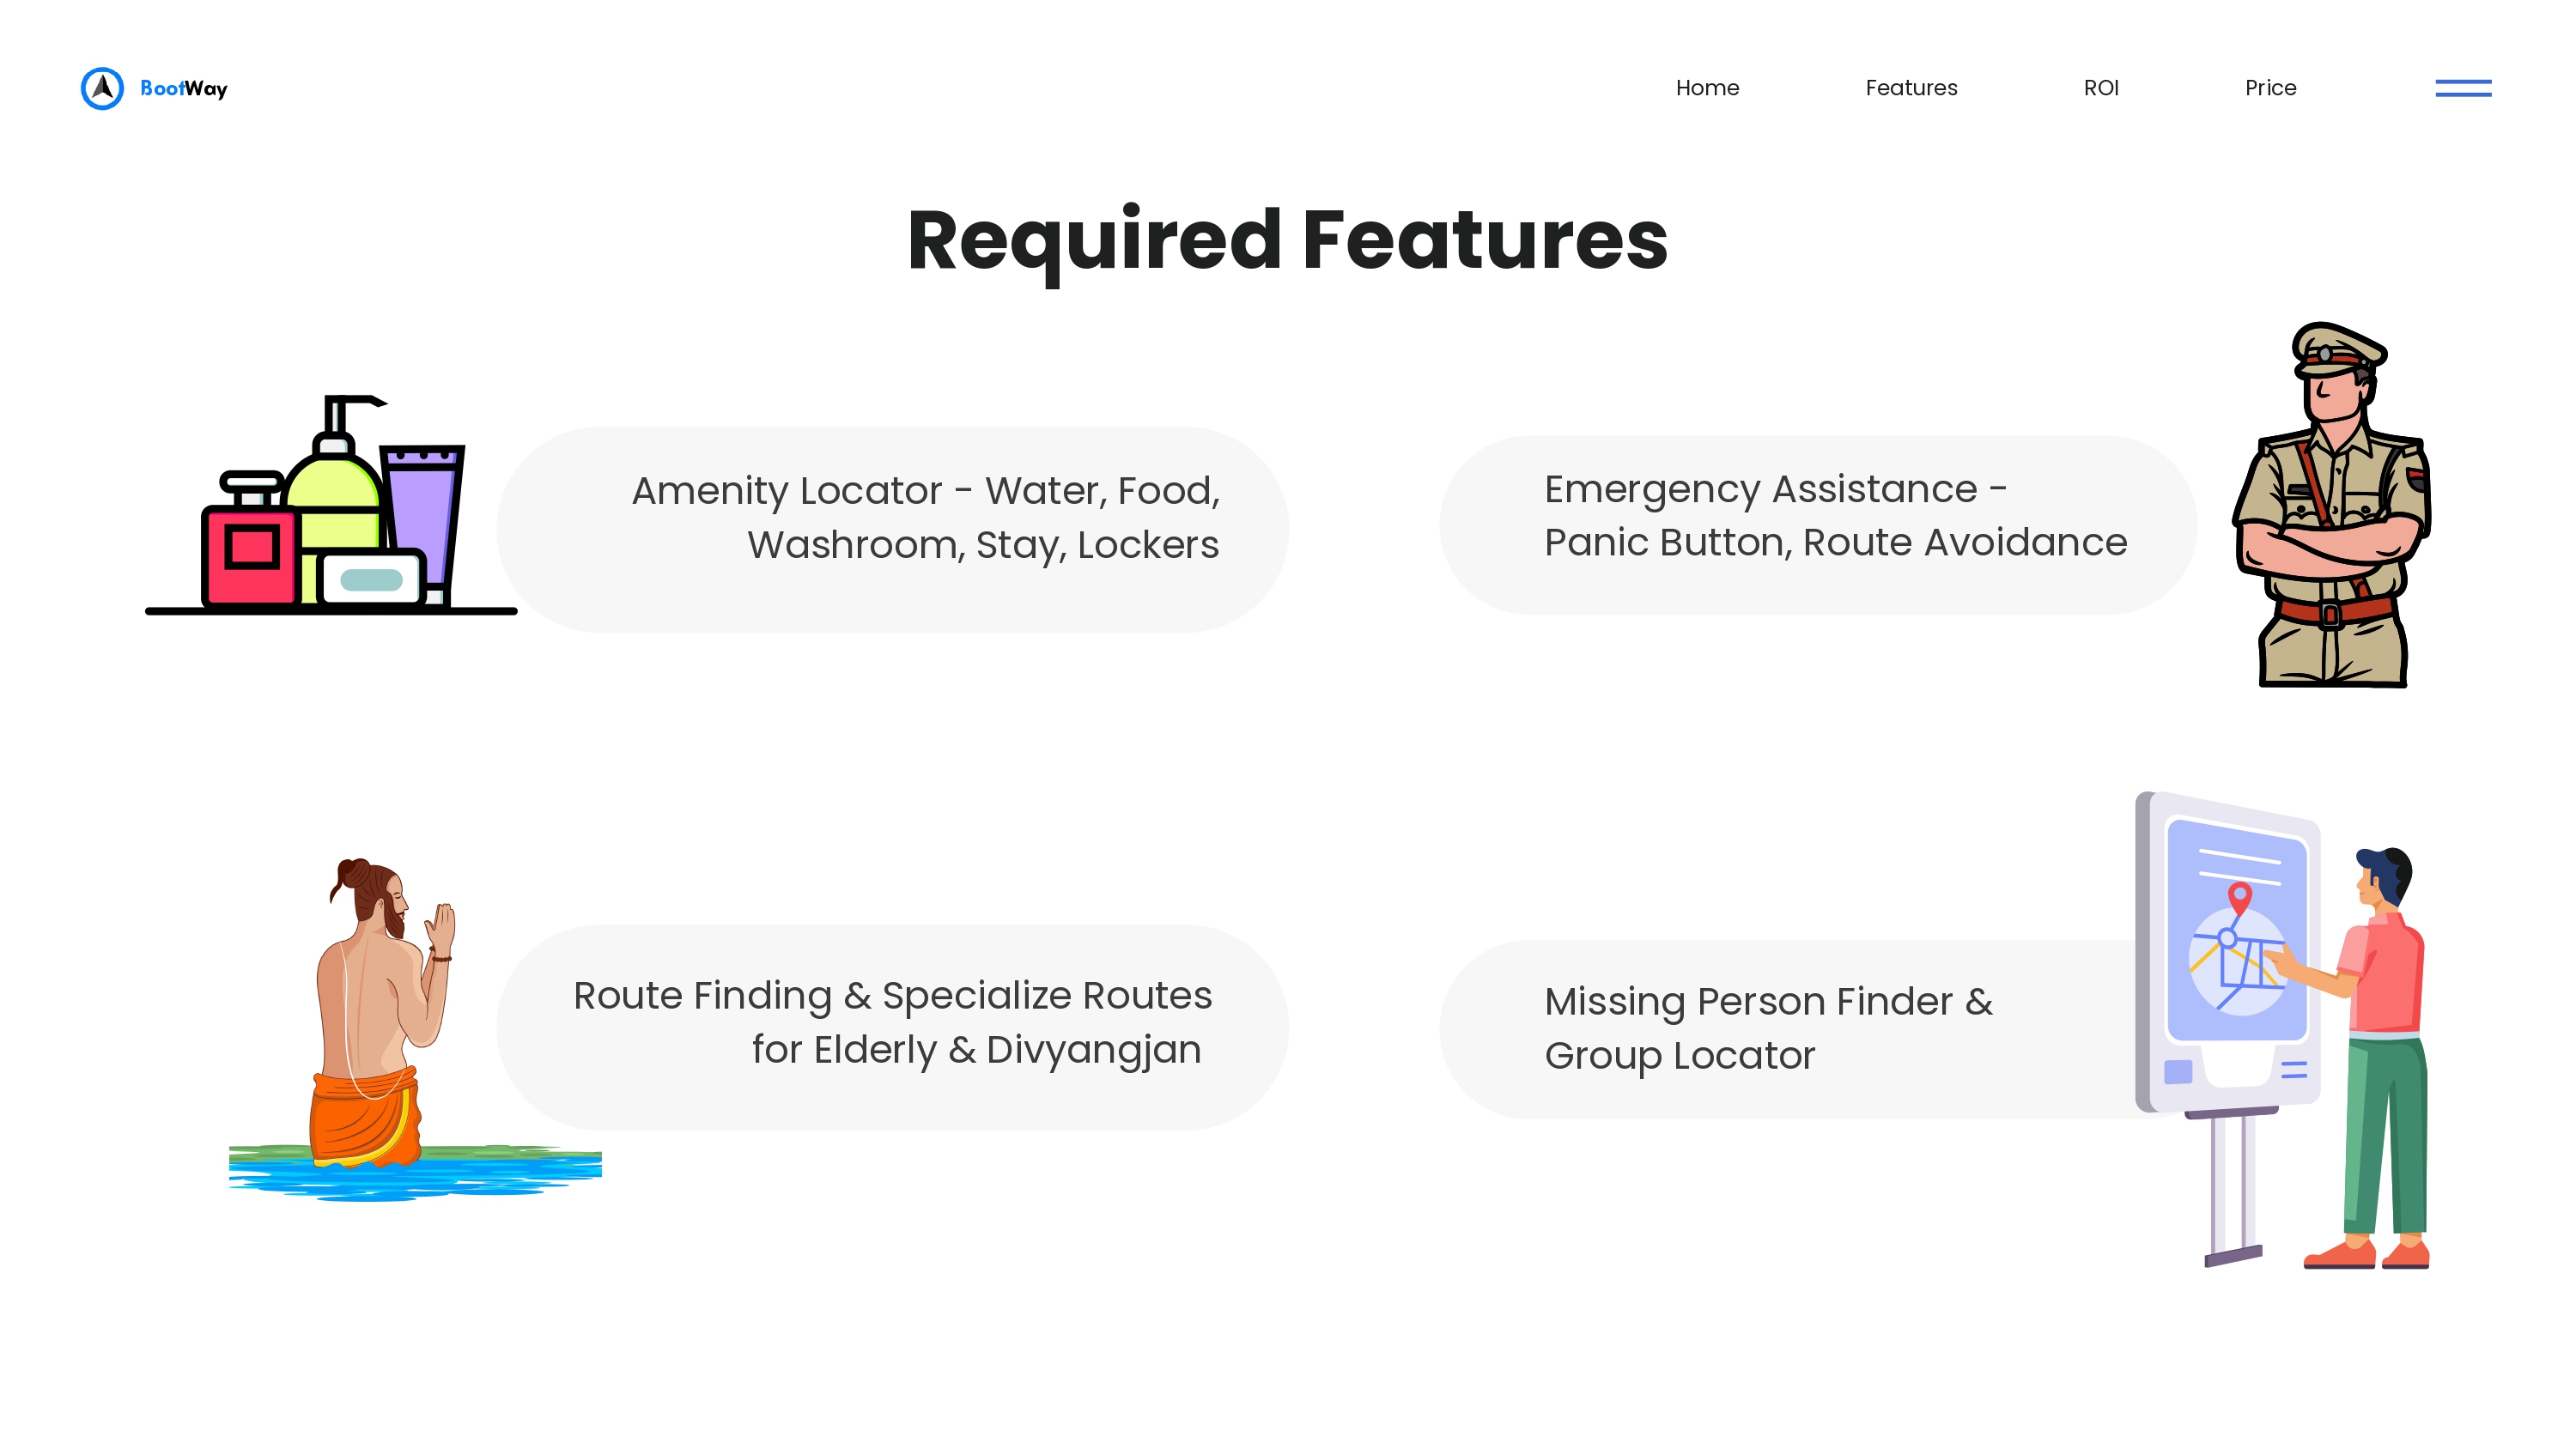 BootWay
Home
Features
ROI
Price
Required Features
Amenity Locator - Water, Food,
Washroom, Stay, Lockers
Emergency Assistance -
Panic Button, Route Avoidance
Route Finding & Specialize Routes
for Elderly & Divyangjan
Missing Person Finder &
Group Locator